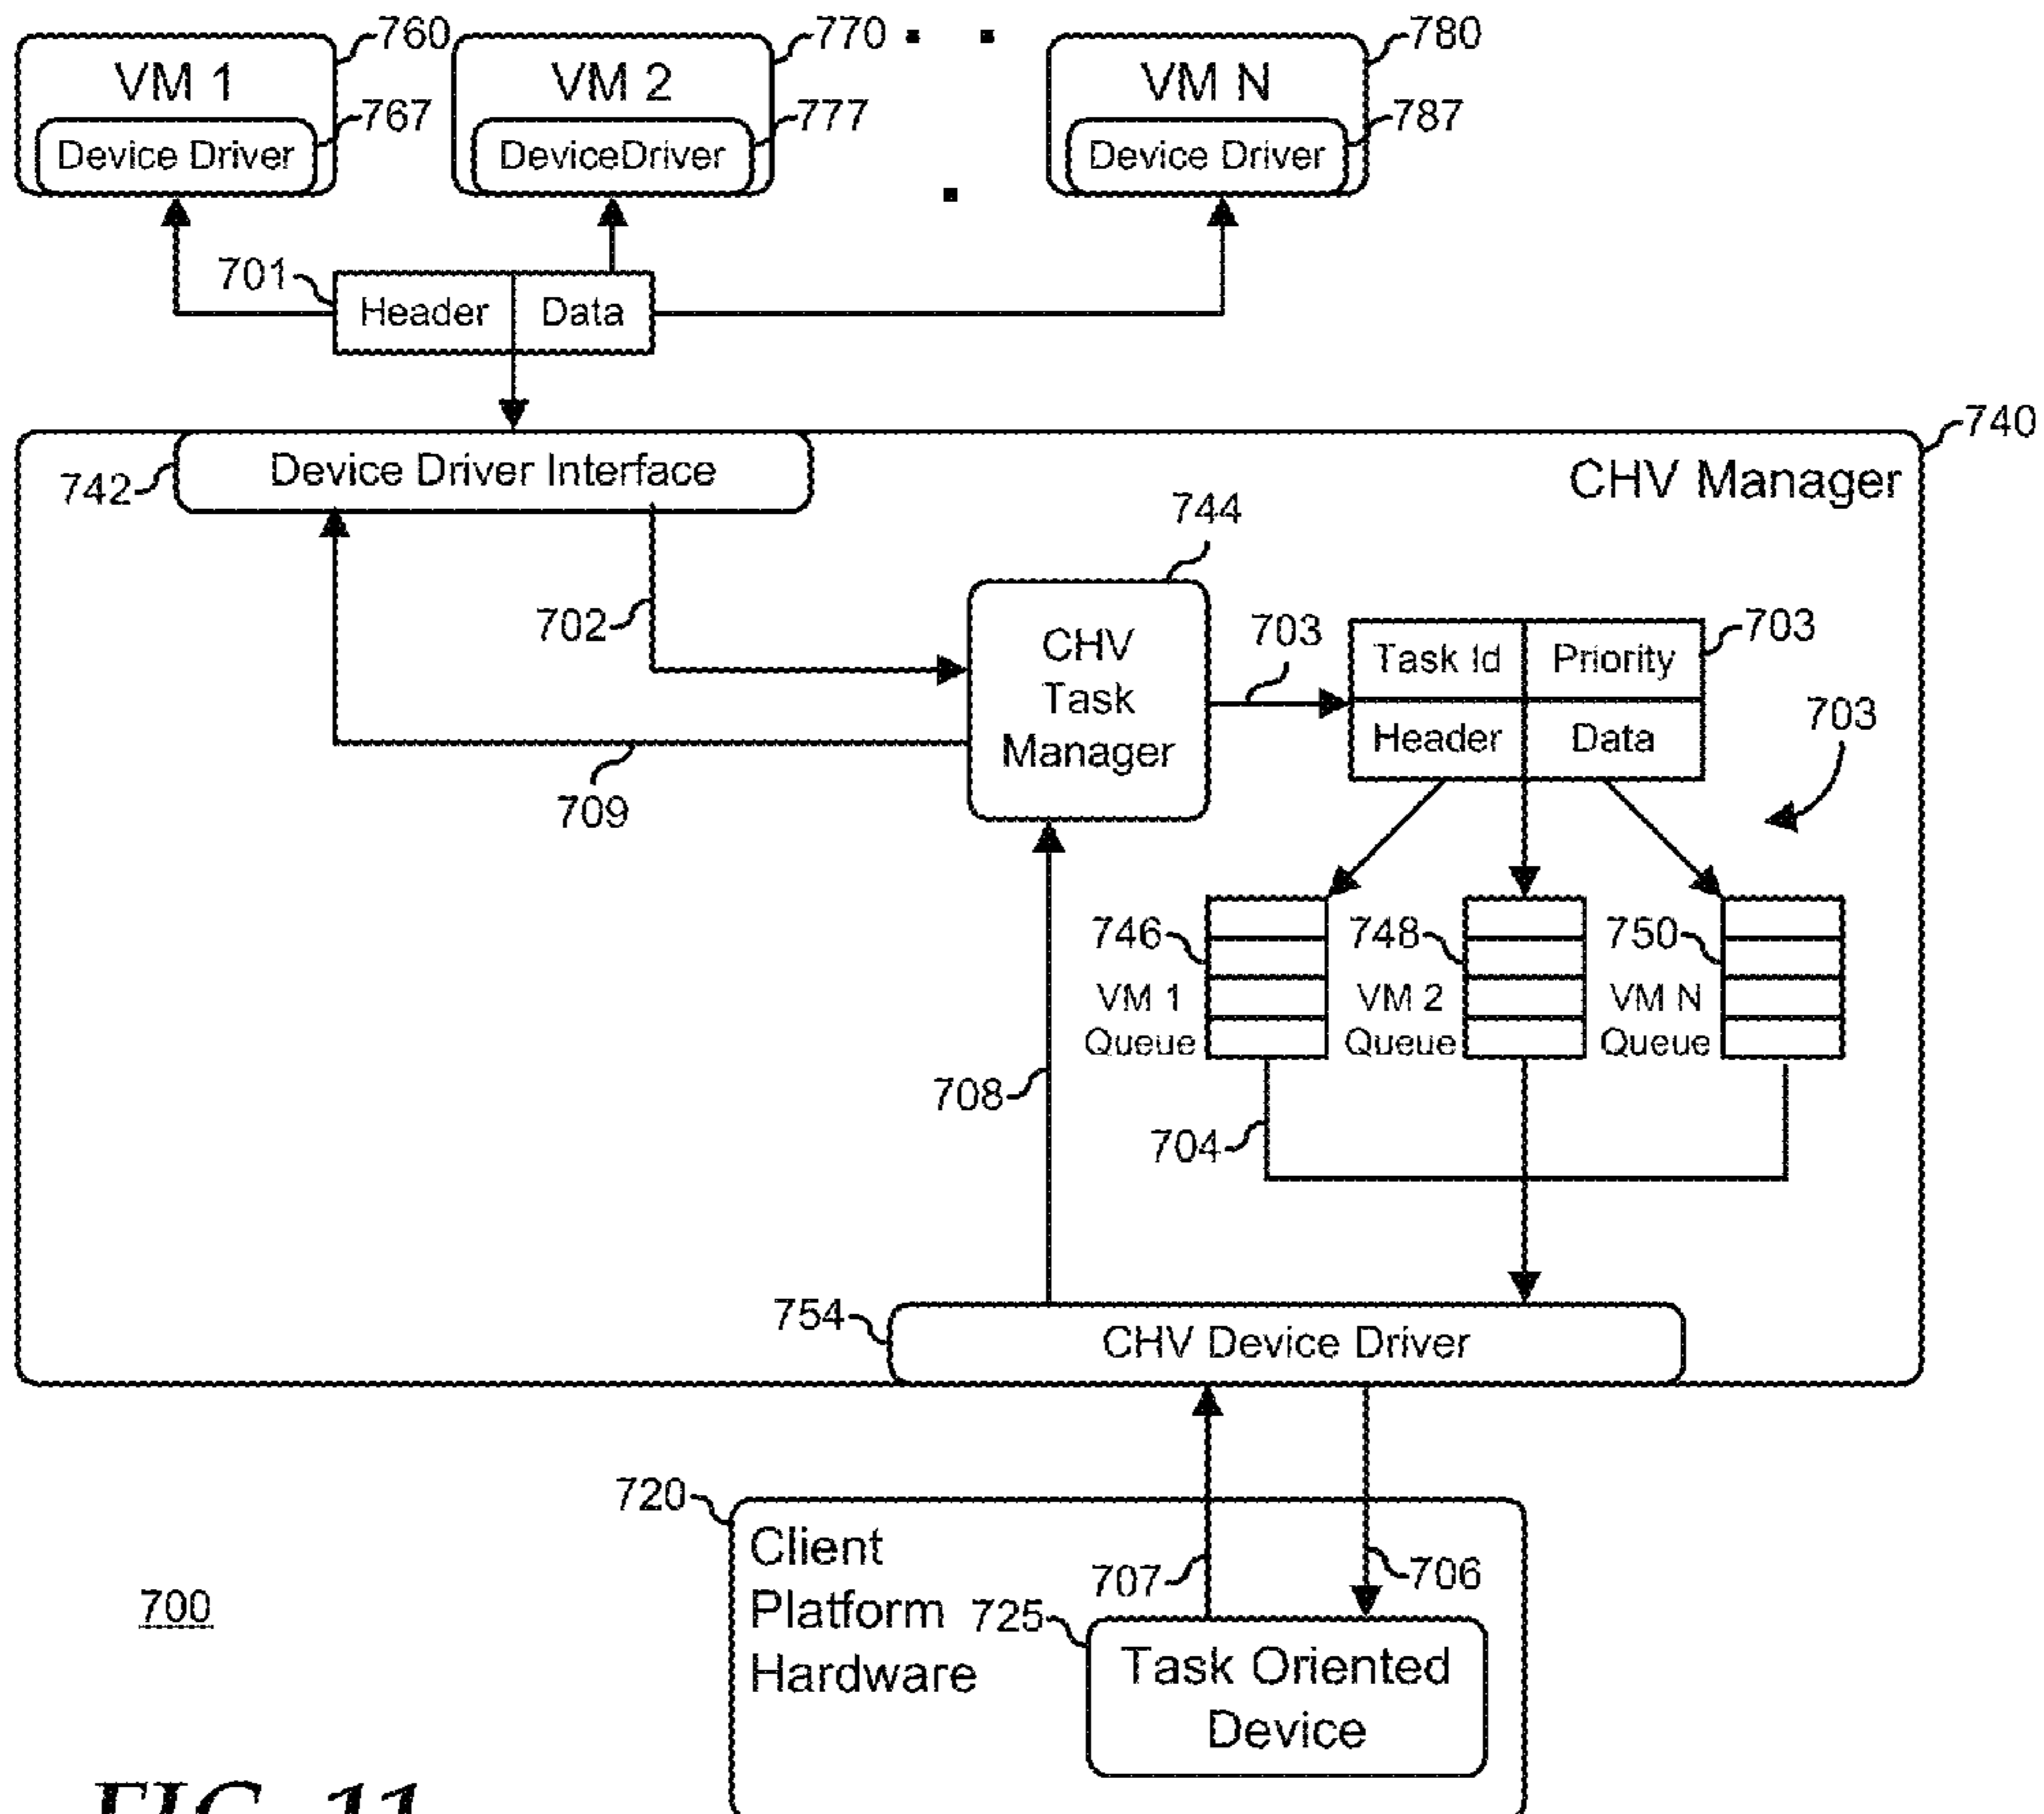 760
770
780
VM 1
VM 2
VM N
767
777
787
Device Driver
DeviceDriver
Device Driver
701
Header
Data
740
742
Device Driver Interface
CHV Manager
744
702
CHV
Task
Manager
703
703
Task Id
Priority
Header
Data
703
709
746
748
750
VM 1
Queue
VM 2
Queue
VM N
Queue
708
704
754
CHV Device Driver
720
Client
Platform
Hardware
707
706
725
Task Oriented
Device
700
FIG. 11